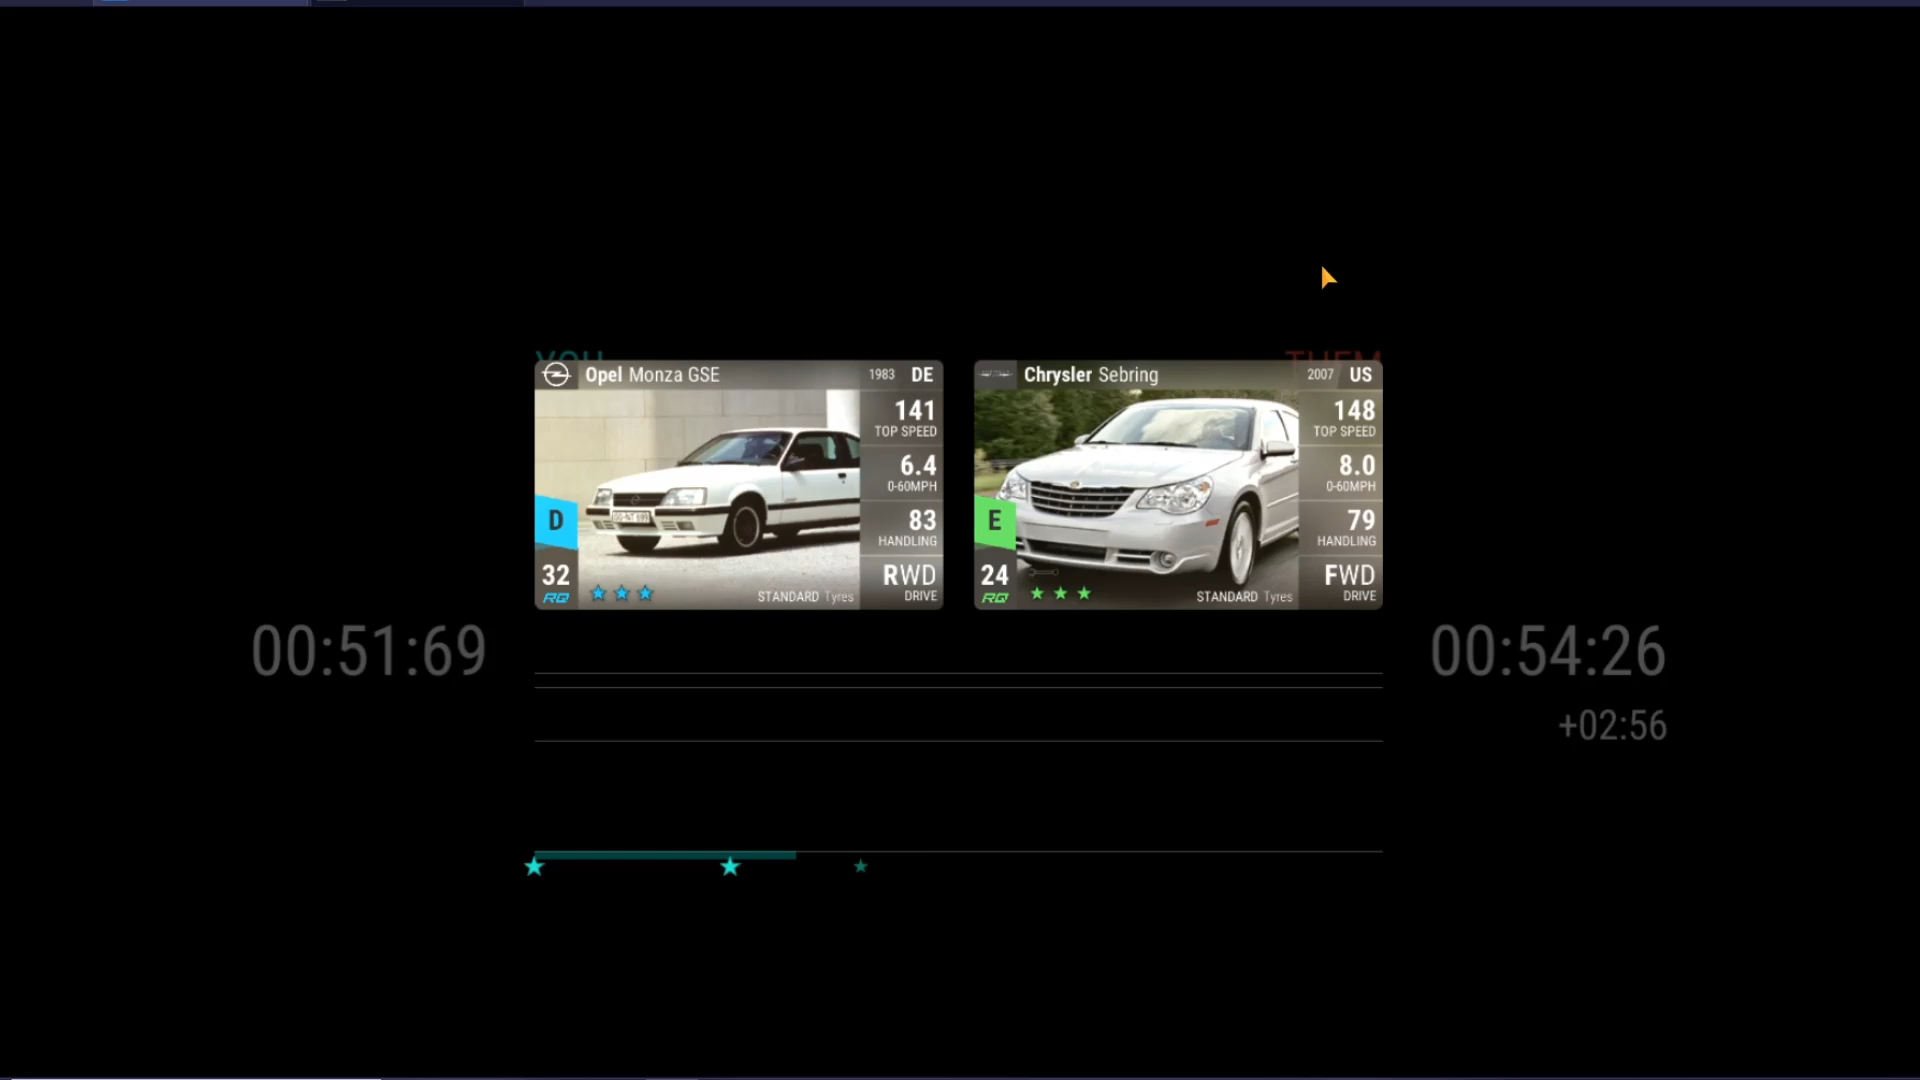 YOU
THEM
Opel Monza GSE 1983 DE
141
TOP SPEED
6.4
0-60MPH
D
83
HANDLING
32
RQ
STANDARD Tyres
RWD
DRIVE
Chrysler Sebring 2007 US
148
TOP SPEED
8.0
0-60MPH
E
79
HANDLING
24
RQ
STANDARD Tyres
FWD
DRIVE
00:51:69
00:54:26
+02:56